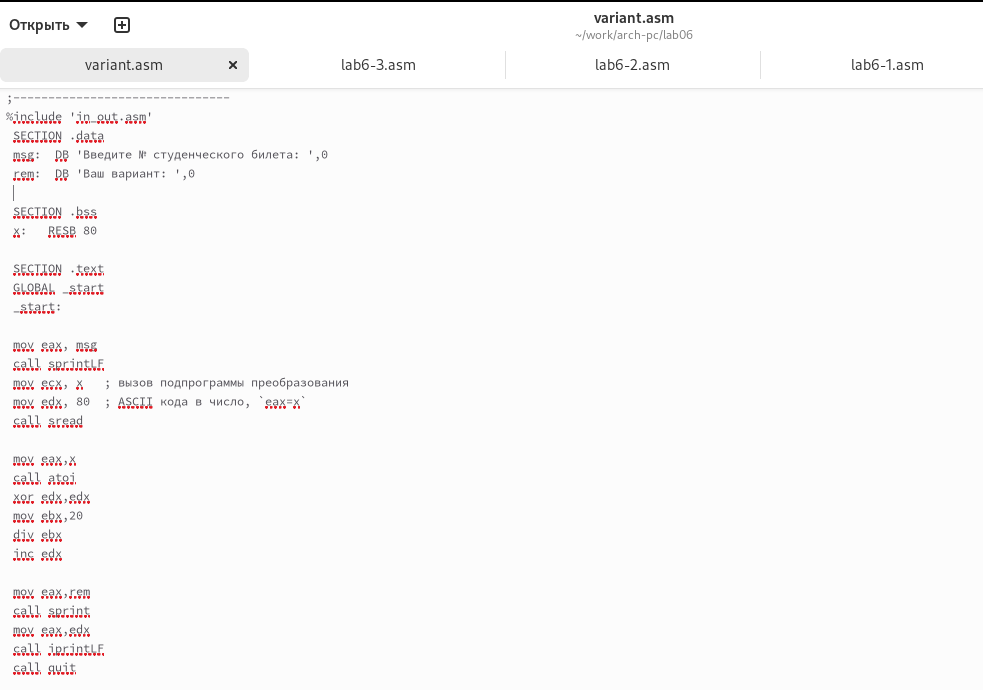 Открыть
variant.asm
~/work/arch-pc/lab06
variant.asm
lab6-3.asm
lab6-2.asm
lab6-1.asm
;-------------------------------
%include 'in_out.asm'
SECTION .data
msg:  DB 'Введите № студенческого билета: ',0
rem:  DB 'Ваш вариант: ',0
SECTION .bss
x:   RESB 80
SECTION .text
GLOBAL _start
_start:
mov eax, msg
call sprintLF
mov ecx, x   ; вызов подпрограммы преобразования
mov edx, 80  ; ASCII кода в число, `eax=x`
call sread
mov eax,x
call atoi
xor edx,edx
mov ebx,20
div ebx
inc edx
mov eax,rem
call sprint
mov eax,edx
call iprintLF
call quit